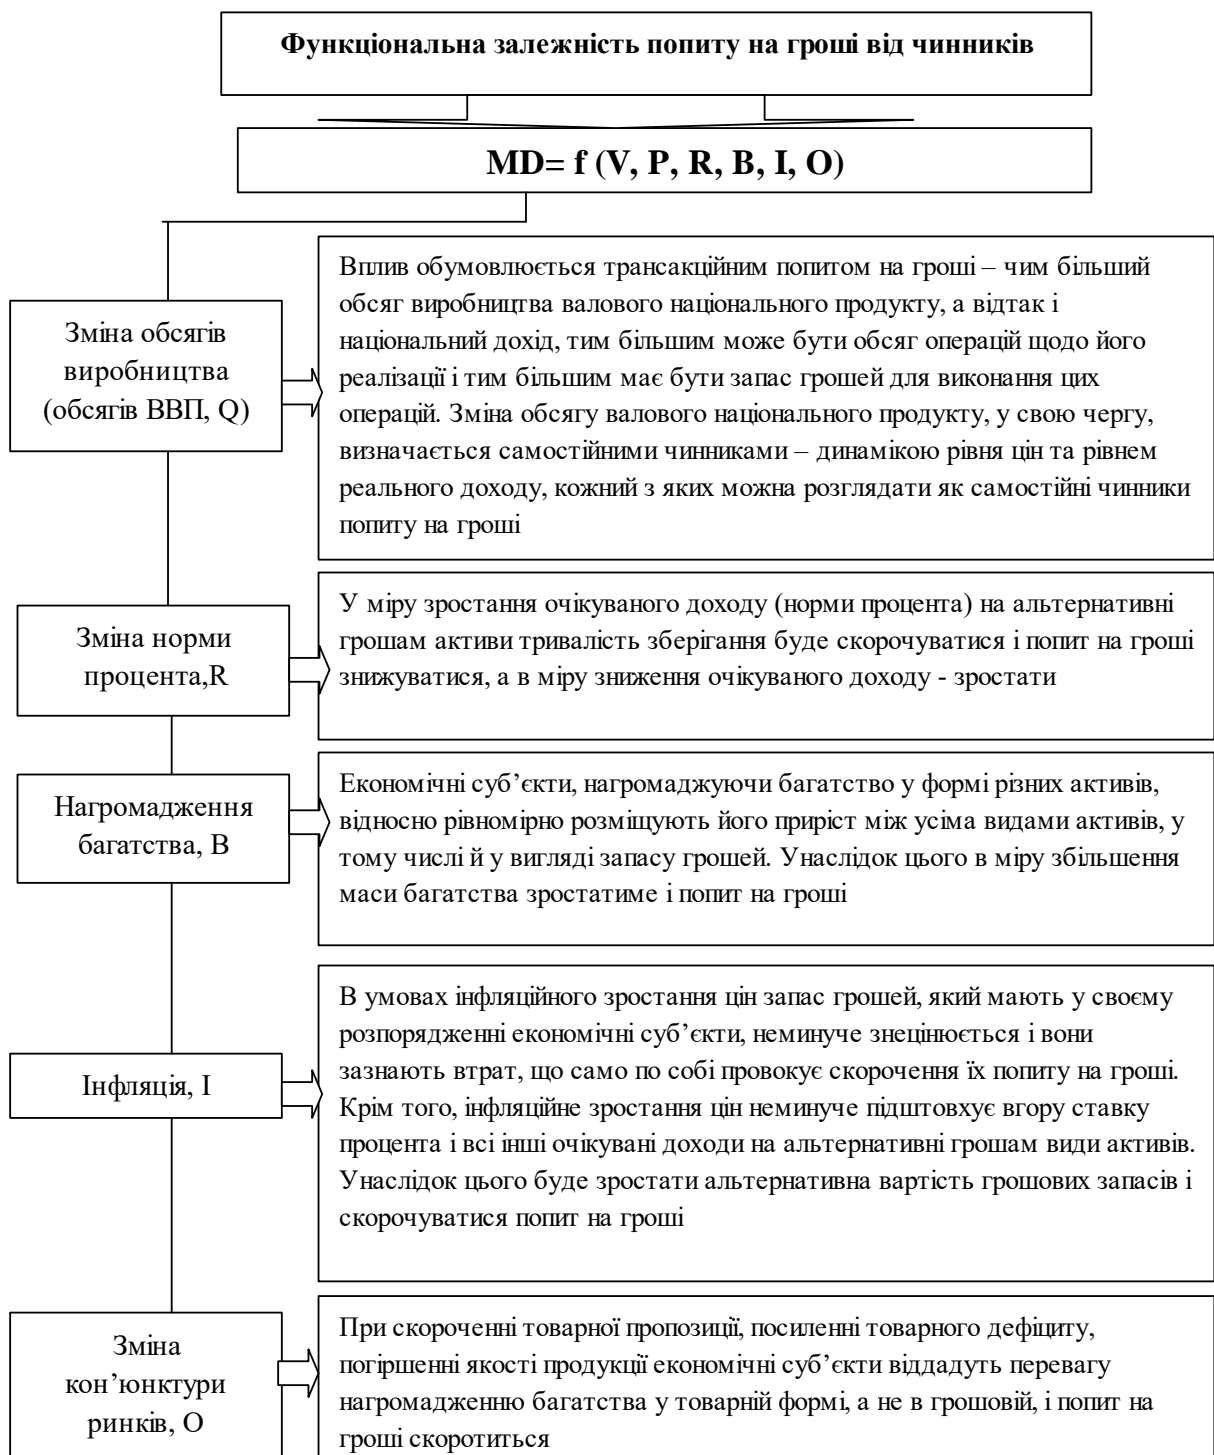 Функціональна залежність попиту на гроші від чинників
MD= f (V, P, R, B, I, O)
Зміна обсягів
виробництва
(обсягів ВВП, Q)
Вплив обумовлюється трансакційним попитом на гроші – чим більший
обсяг виробництва валового національного продукту, а відтак і
національний дохід, тим більшим може бути обсяг операцій щодо його
реалізації і тим більшим має бути запас грошей для виконання цих
операцій. Зміна обсягу валового національного продукту, у свою чергу,
визначається самостійними чинниками – динамікою рівня цін та рівнем
реального доходу, кожний з яких можна розглядати як самостійні чинники
попиту на гроші
Зміна норми
процента,R
У міру зростання очікуваного доходу (норми процента) на альтернативні
грошам активи тривалість зберігання буде скорочуватися і попит на гроші
знижуватися, а в міру зниження очікуваного доходу - зростати
Нагромадження
багатства, B
Економічні суб’єкти, нагромаджуючи багатство у формі різних активів,
відносно рівномірно розміщують його приріст між усіма видами активів, у
тому числі й у вигляді запасу грошей. Унаслідок цього в міру збільшення
маси багатства зростатиме і попит на гроші
Інфляція, I
В умовах інфляційного зростання цін запас грошей, який мають у своєму
розпорядженні економічні суб’єкти, неминуче знецінюється і вони
зазнають втрат, що само по собі провокує скорочення їх попиту на гроші.
Крім того, інфляційне зростання цін неминуче підштовхує вгору ставку
процента і всі інші очікувані доходи на альтернативні грошам види активів.
Унаслідок цього буде зростати альтернативна вартість грошових запасів і
скорочуватися попит на гроші
Зміна
кон’юнктури
ринків, O
При скороченні товарної пропозиції, посиленні товарного дефіциту,
погіршенні якості продукції економічні суб’єкти віддадуть перевагу
нагромадженню багатства у товарній формі, а не в грошовій, і попит на
гроші скоротиться